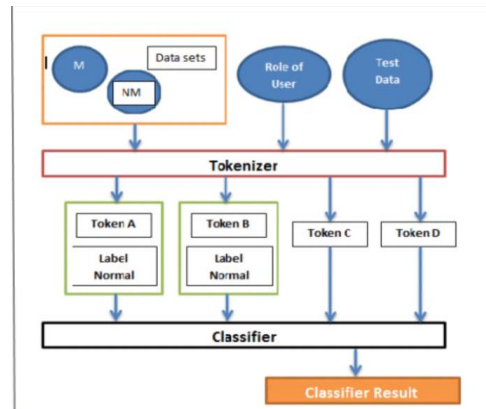 M
Data sets
NM
Role of
User
Test
Data
Tokenizer
Token A
Token B
Token C
Token D
Label
Normal
Label
Normal
Classifier
Classifier Result